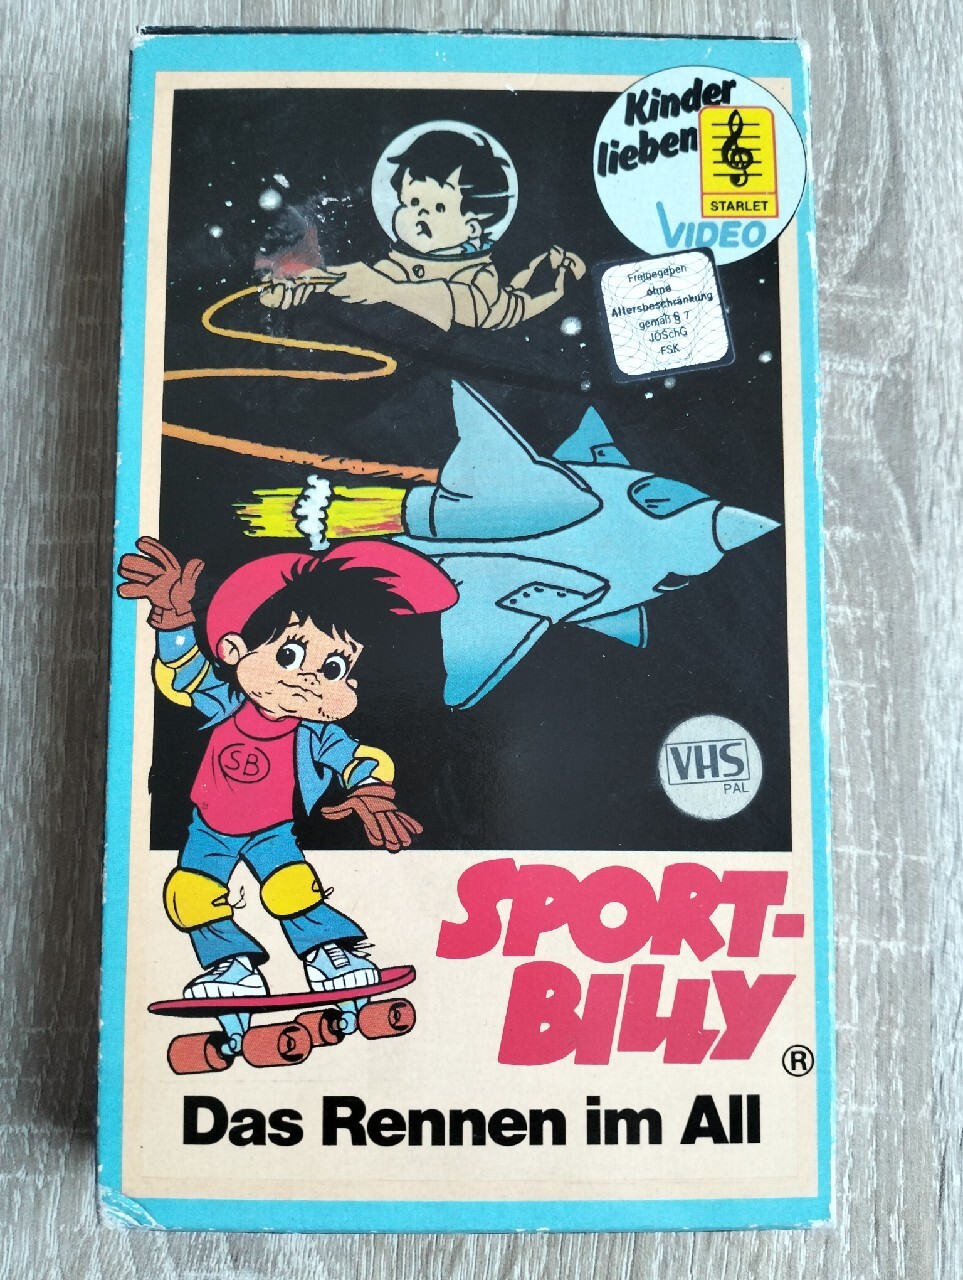 Kinder
lieben
STARLET
VIDEO
Freigegeben
ohne
Altersbeschränkung
gemäß § 7
JÖSchG
FSK
SB
VHS
PAL
SPORT-
BILLY
®
Das Rennen im All